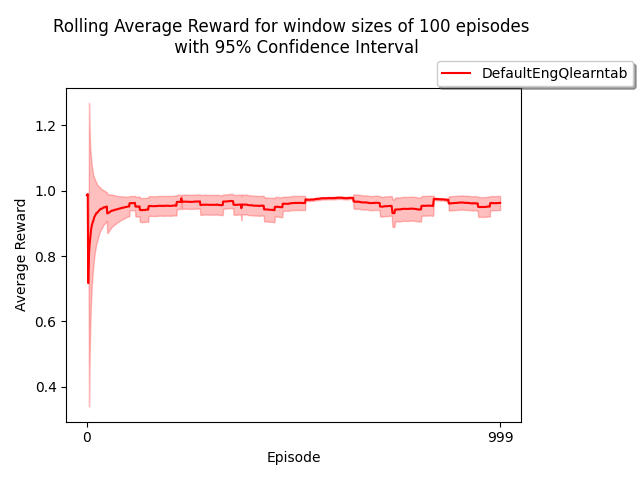 Rolling Average Reward for window sizes of 100 episodes
with 95% Confidence Interval
DefaultEngQlearntab
1.2
1.0
0.8
0.6
0.4
Average Reward
0
999
Episode